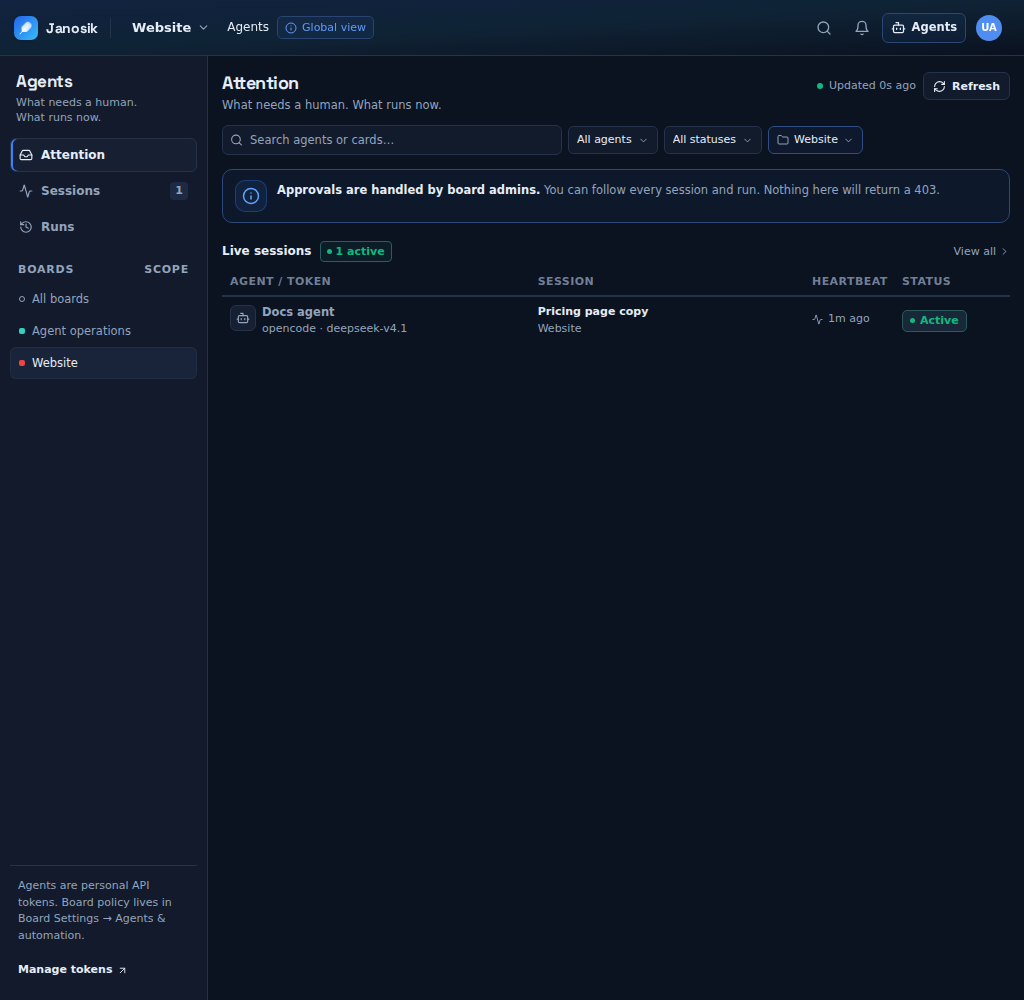 Janosik
Website
Agents
Global view
Agents
UA
Agents
What needs a human.
What runs now.
Attention
Sessions 1
Runs
BOARDS SCOPE
All boards
Agent operations
Website
Agents are personal API
tokens. Board policy lives in
Board Settings → Agents &
automation.
Manage tokens
Attention
What needs a human. What runs now.
Updated 0s ago
Refresh
Search agents or cards...
All agents
All statuses
Website
Approvals are handled by board admins. You can follow every session and run. Nothing here will return a 403.
Live sessions 1 active
View all
AGENT / TOKEN SESSION HEARTBEAT STATUS
Docs agent
opencode · deepseek-v4.1
Pricing page copy
Website
1m ago
Active